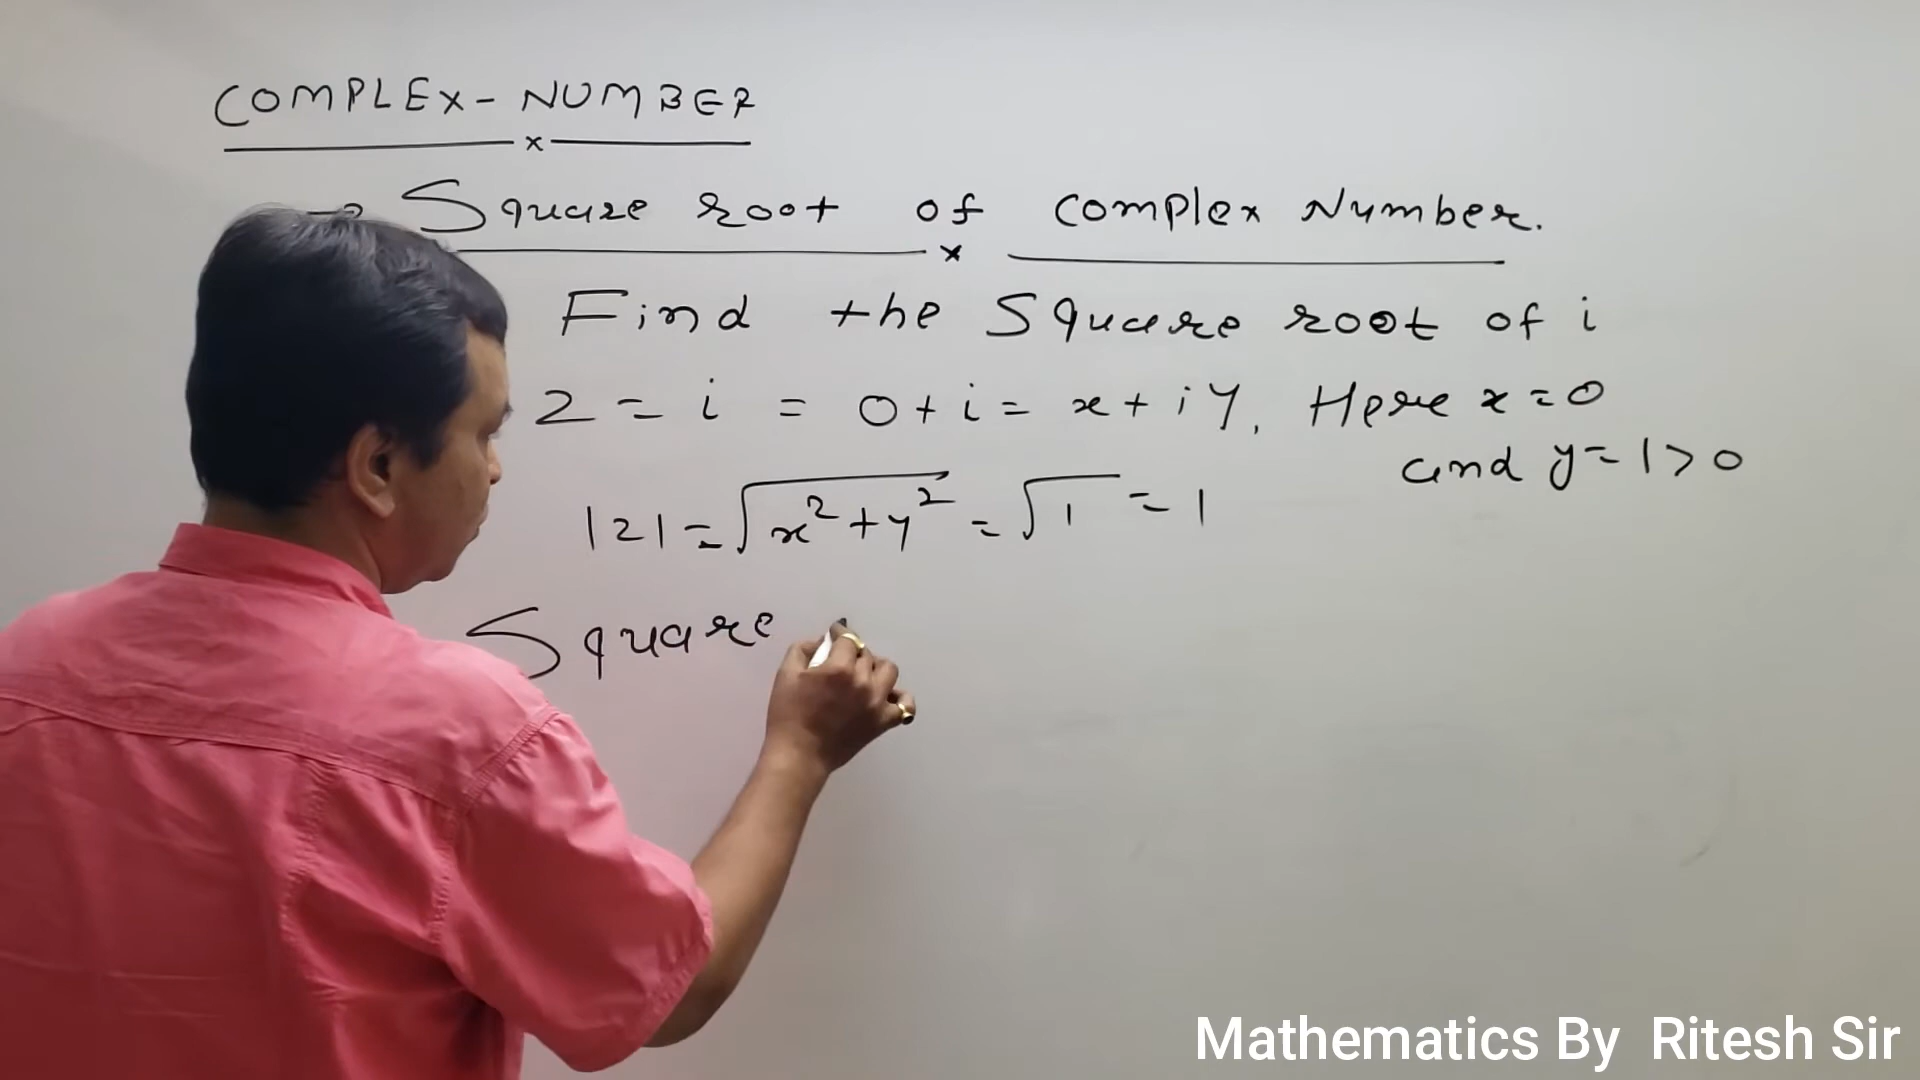 COMPLEX-NUMBER
x
→ Square root of complex Number.
x
Find the Square root of i
z = i = 0+i = x+iy, Here x=0
and y=1>0
|z| = √x²+y² = √1 = 1
Square
Mathematics By Ritesh Sir